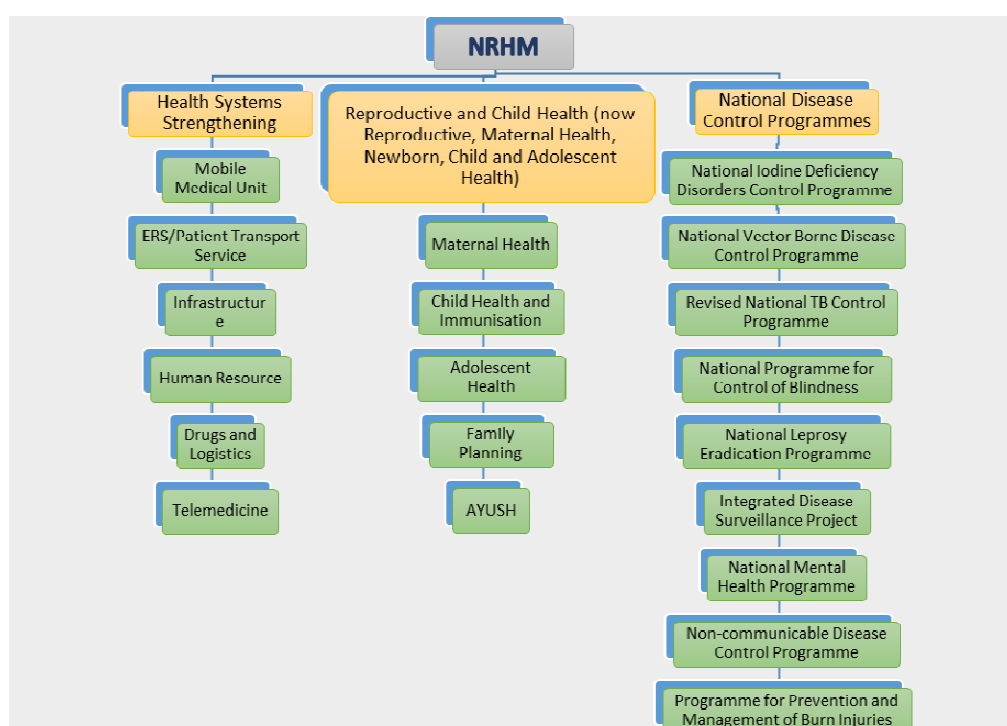 NRHM
Health Systems
Strengthening
Mobile
Medical Unit
ERS/Patient Transport
Service
Infrastructur
e
Human Resource
Drugs and
Logistics
Telemedicine
Reproductive and Child Health (now
Reproductive, Maternal Health,
Newborn, Child and Adolescent
Health)
Maternal Health
Child Health and
Immunisation
Adolescent
Health
Family
Planning
AYUSH
National Disease
Control Programmes
National Iodine Deficiency
Disorders Control Programme
National Vector Borne Disease
Control Programme
Revised National TB Control
Programme
National Programme for
Control of Blindness
National Leprosy
Eradication Programme
Integrated Disease
Surveillance Project
National Mental
Health Programme
Non-communicable Disease
Control Programme
Programme for Prevention and
Management of Burn Injuries